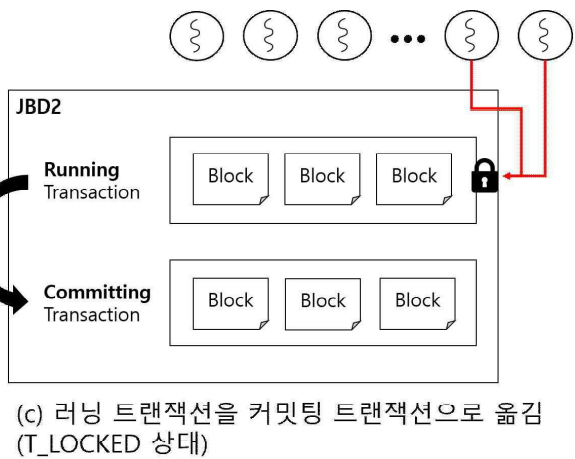 JBD2
Running
Transaction
Block Block Block
Committing
Transaction
Block Block Block
(c) 러닝 트랜잭션을 커밋팅 트랜잭션으로 옮김
(T_LOCKED 상대)